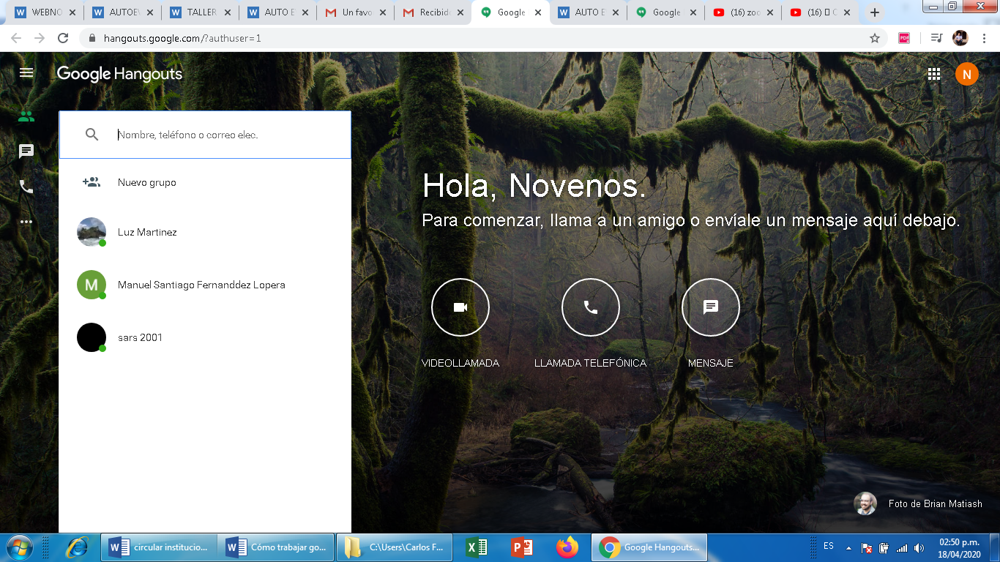 WEBNO
AUTOEV
TALLER
AUTO E
Un favo
Recibid
Google
AUTO E
Google
(16) zoo
(16)
hangouts.google.com/?authuser=1
PDF
Google Hangouts
N
Nombre, teléfono o correo elec.
Nuevo grupo
Luz Martinez
M
Manuel Santiago Fernanddez Lopera
sars 2001
Hola, Novenos.
Para comenzar, llama a un amigo o envíale un mensaje aquí debajo.
VIDEOLLAMADA
LLAMADA TELEFÓNICA
MENSAJE
Foto de Brian Matiash
circular institucio...
Cómo trabajar go...
C:\Users\Carlos F...
Google Hangouts...
ES
02:50 p.m.
18/04/2020